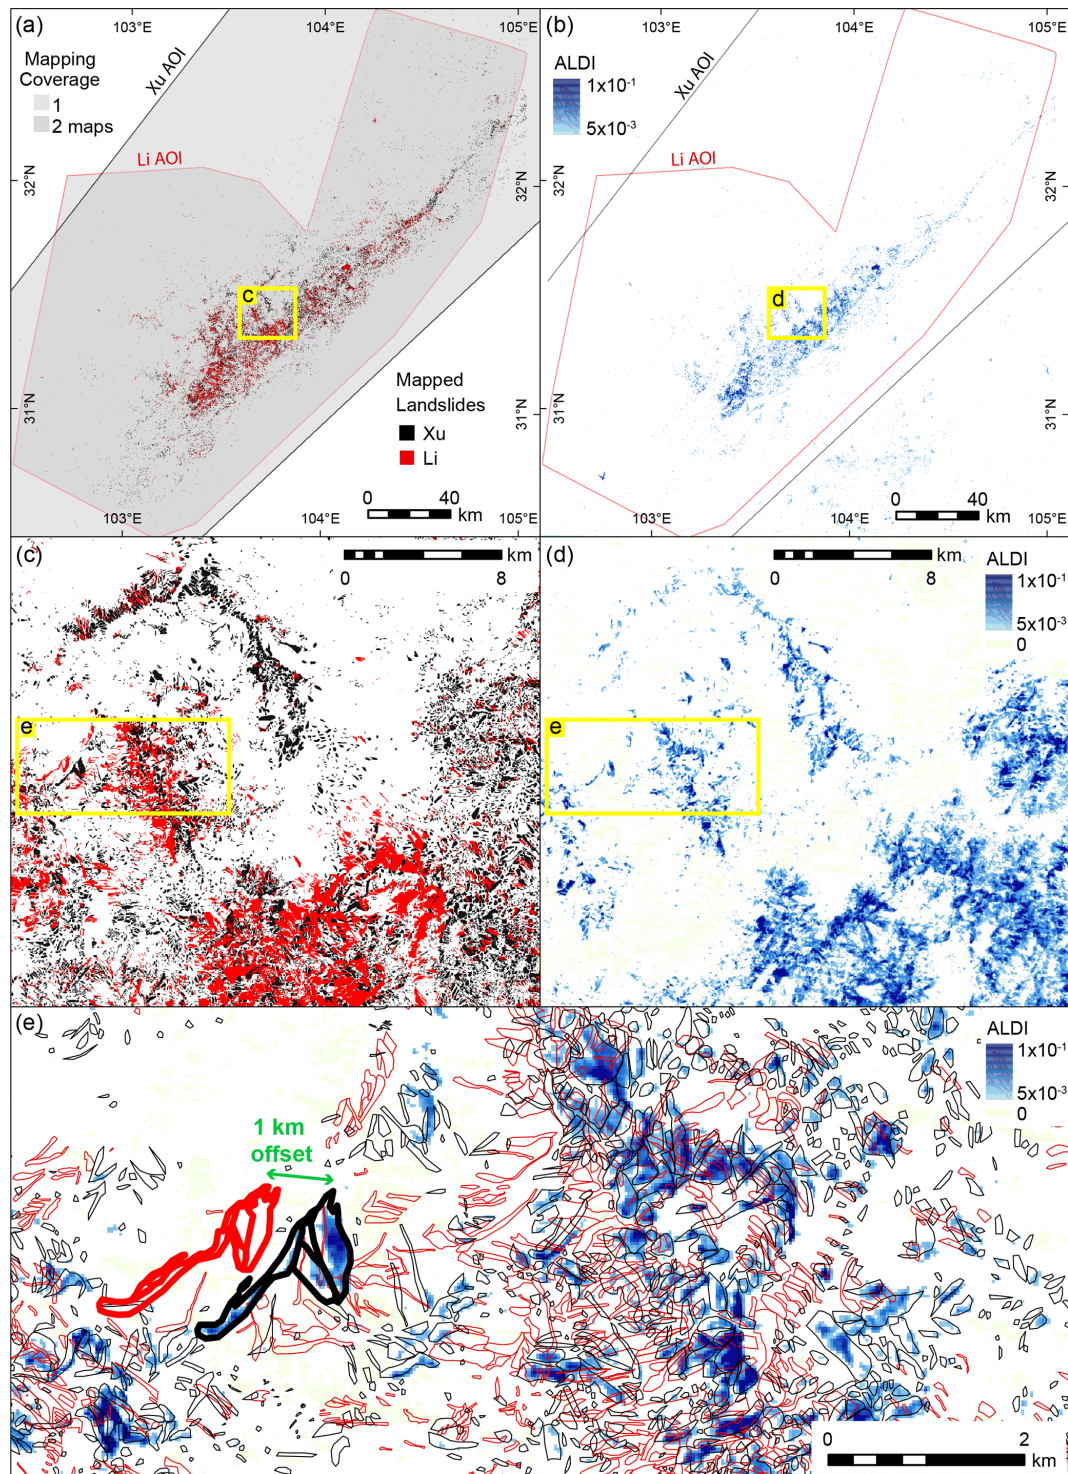 (a)
103°E
104°E
105°E
Mapping
Coverage
1
2 maps
Xu AOI
Li AOI
32°N
32°N
31°N
31°N
c
Mapped
Landslides
Xu
Li
0
40
km
103°E
104°E
105°E
(b)
103°E
104°E
105°E
ALDI
1x10⁻¹
5x10⁻³
Xu AOI
Li AOI
32°N
32°N
31°N
31°N
d
0
40
km
103°E
104°E
105°E
(c)
km
0
8
e
(d)
km
0
8
ALDI
1x10⁻¹
5x10⁻³
0
e
(e)
ALDI
1x10⁻¹
5x10⁻³
0
1 km
offset
0
2
km